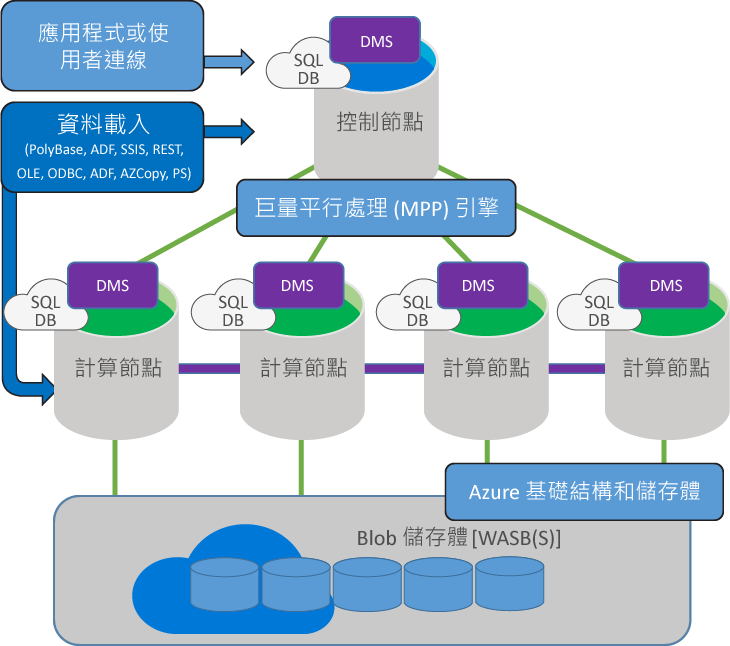 應用程式或使
用者連線
DMS
SQL
DB
控制節點
資料載入
(PolyBase, ADF, SSIS, REST,
OLE, ODBC, ADF, AZCopy, PS)
巨量平行處理 (MPP) 引擎
DMS
SQL
DB
計算節點
DMS
SQL
DB
計算節點
DMS
SQL
DB
計算節點
DMS
SQL
DB
計算節點
Azure 基礎結構和儲存體
Blob 儲存體 [WASB(S)]